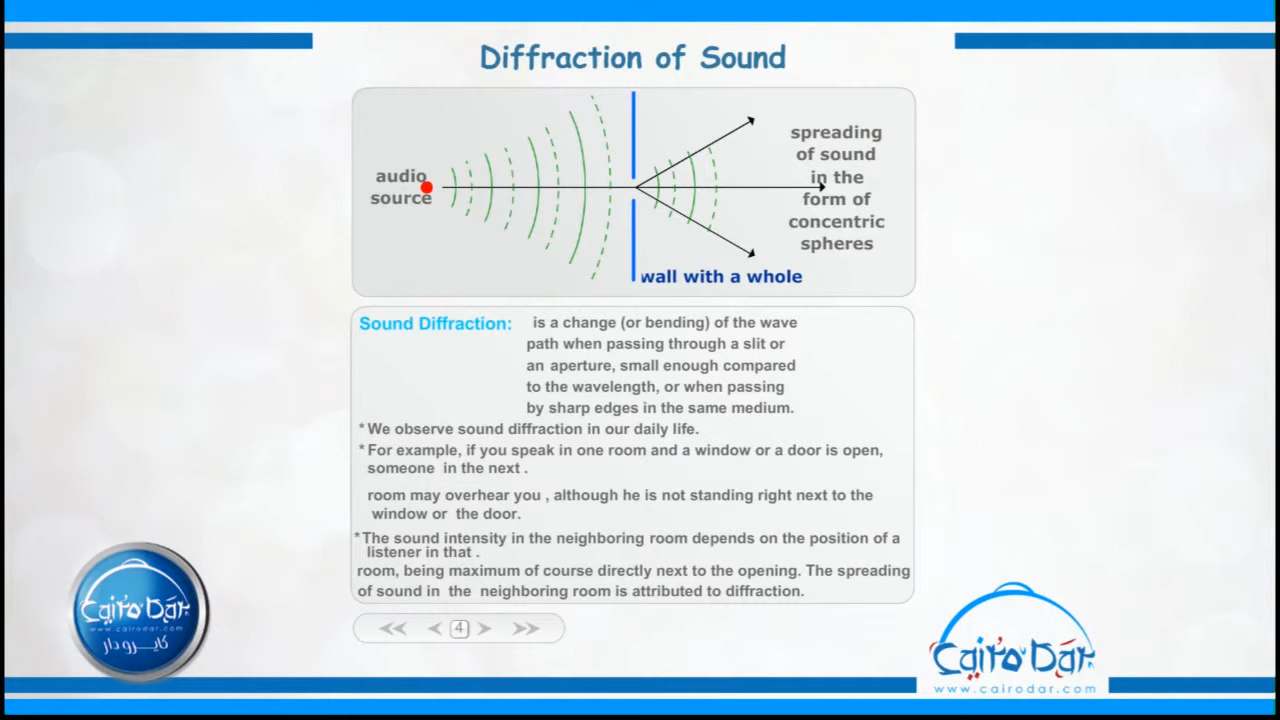 Diffraction of Sound
audio
source
spreading
of sound
in the
form of
concentric
spheres
wall with a whole
Sound Diffraction: is a change (or bending) of the wave
path when passing through a slit or
an aperture, small enough compared
to the wavelength, or when passing
by sharp edges in the same medium.
* We observe sound diffraction in our daily life.
* For example, if you speak in one room and a window or a door is open,
someone in the next .
room may overhear you , although he is not standing right next to the
window or the door.
* The sound intensity in the neighboring room depends on the position of a
listener in that .
room, being maximum of course directly next to the opening. The spreading
of sound in the neighboring room is attributed to diffraction.
4
Cairo Dar
www.cairodar.com
كايرو دار
Cairo Dar
www.cairodar.com